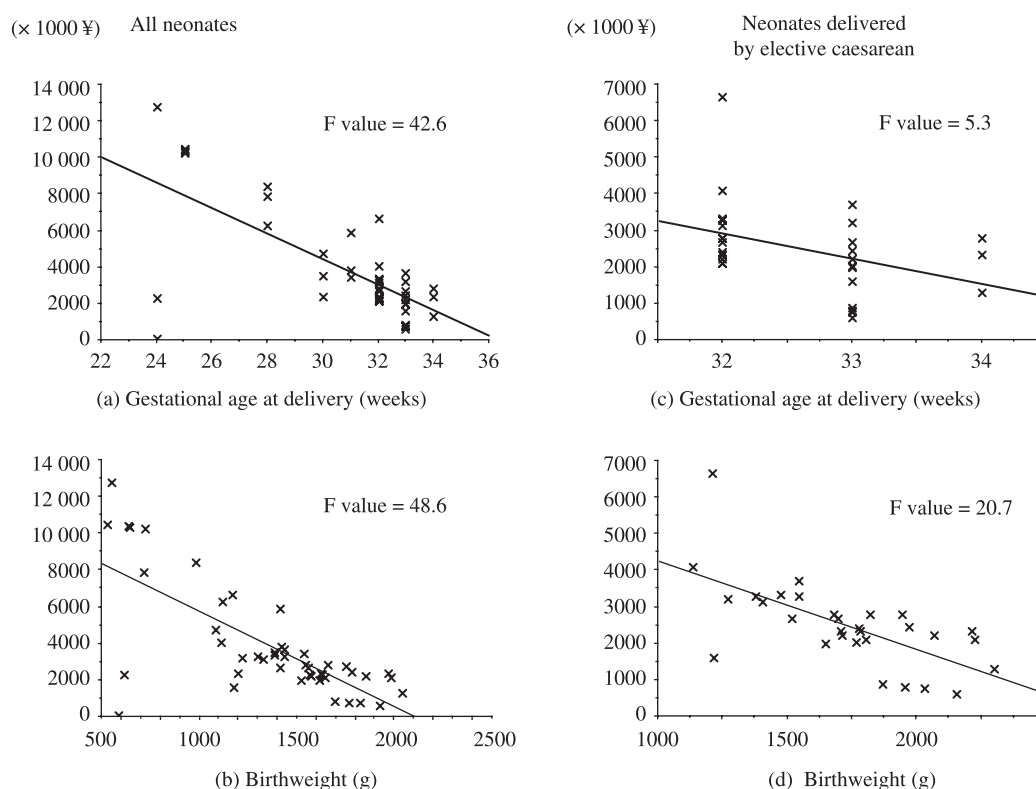 (× 1000 ¥) All neonates
14 000
12 000
10 000
8000
6000
4000
2000
0
F value = 42.6
22 24 26 28 30 32 34 36
(a) Gestational age at delivery (weeks)
(× 1000 ¥)
Neonates delivered
by elective caesarean
7000
6000
5000
4000
3000
2000
1000
0
F value = 5.3
32 33 34
(c) Gestational age at delivery (weeks)
14 000
12 000
10 000
8000
6000
4000
2000
0
F value = 48.6
500 1000 1500 2000 2500
(b) Birthweight (g)
7000
6000
5000
4000
3000
2000
1000
0
F value = 20.7
1000 1500 2000
(d) Birthweight (g)